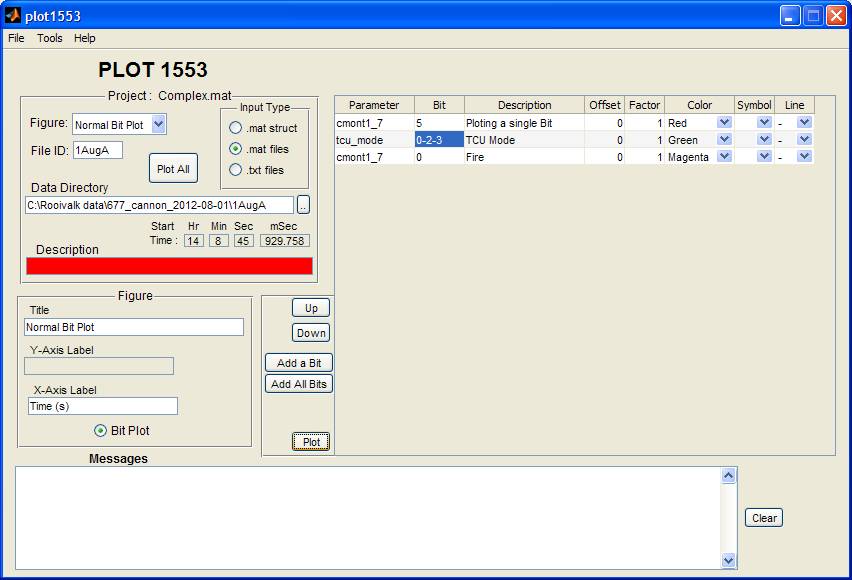 plot1553
File Tools Help
PLOT 1553
Project : Complex.mat
Figure: Normal Bit Plot
File ID: 1AugA
Plot All
Input Type
.mat struct
.mat files
.txt files
Data Directory
C:\Rooivalk data\677_cannon_2012-08-01\1AugA ..
Start Hr Min Sec mSec
Time : 14 8 45 929.758
Description
Parameter Bit Description Offset Factor Color Symbol Line
cmont1_7 5 Ploting a single Bit 0 1 Red -
tcu_mode 0-2-3 TCU Mode 0 1 Green -
cmont1_7 0 Fire 0 1 Magenta -
Figure
Title
Normal Bit Plot
Y-Axis Label
X-Axis Label
Time (s)
Bit Plot
Up
Down
Add a Bit
Add All Bits
Plot
Messages
Clear